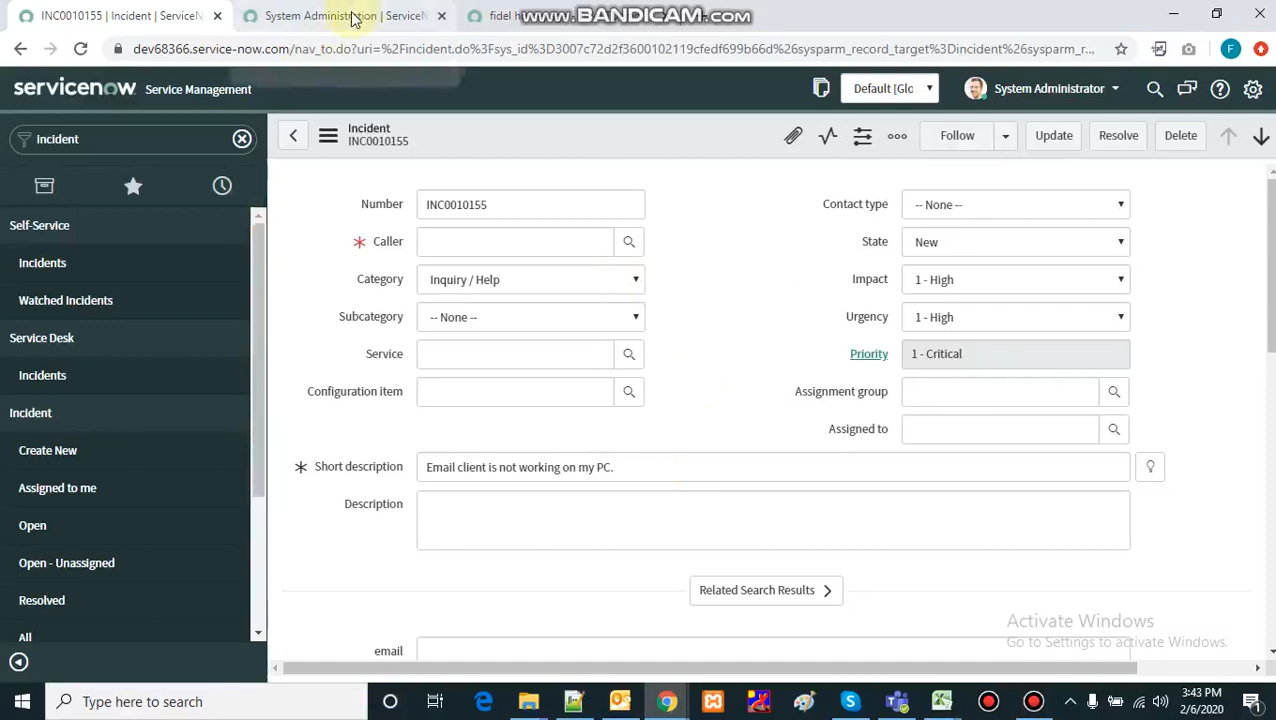 INC0010155 | Incident | ServiceN
System Administration | ServiceN
fidel h
www.BANDICAM.com
dev68366.service-now.com/nav_to.do?uri=%2Fincident.do%3Fsys_id%3D3007c72d2f3600102119cfedf699b66d%26sysparm_record_target%3Dincident%26sysparm_r...
F
servicenow Service Management
Default [Glo
System Administrator
incident
Incident
INC0010155
Follow
Update
Resolve
Delete
Self-Service
Incidents
Watched Incidents
Service Desk
Incidents
Incident
Create New
Assigned to me
Open
Open - Unassigned
Resolved
All
Number INC0010155
Caller
Category Inquiry / Help
Subcategory -- None --
Service
Configuration item
Contact type -- None --
State New
Impact 1 - High
Urgency 1 - High
Priority 1 - Critical
Assignment group
Assigned to
Short description Email client is not working on my PC.
Description
Related Search Results
email
Activate Windows
Go to Settings to activate Windows.
Type here to search
3:43 PM
2/6/2020
1